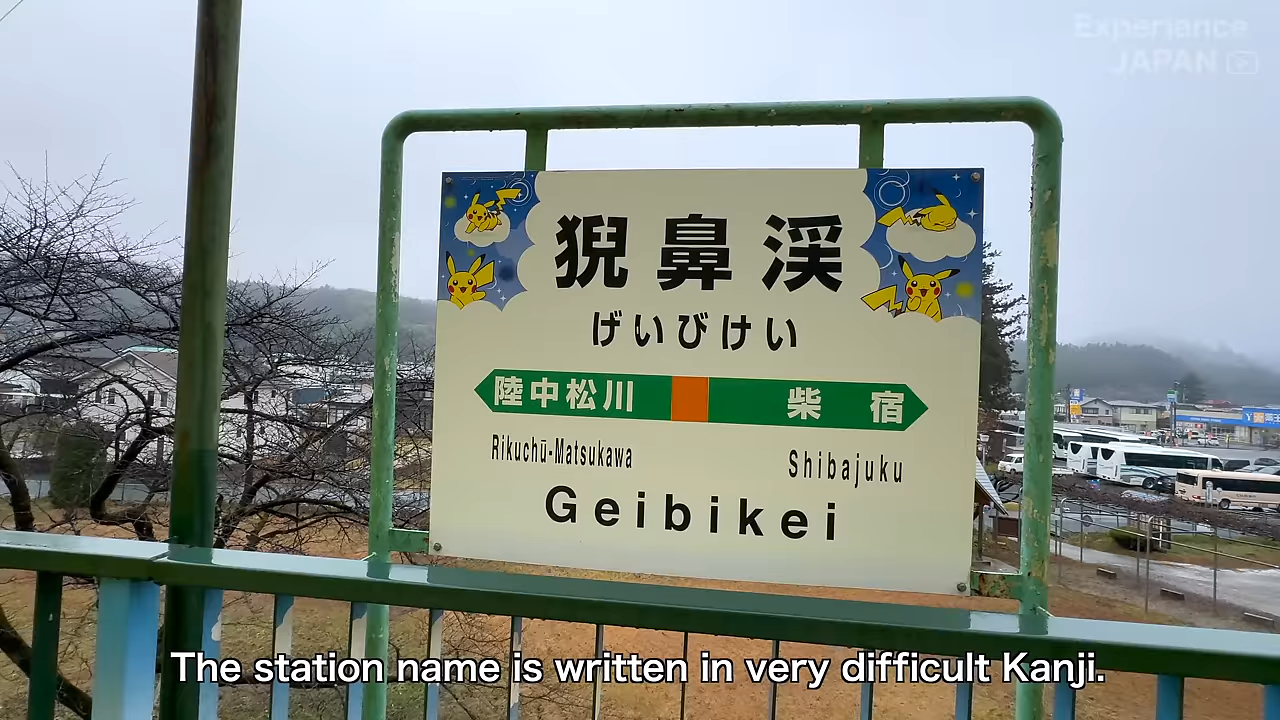 Experiance
JAPAN
猊鼻渓
げいびけい
陸中松川 柴宿
Rikuchū-Matsukawa Shibajuku
Geibikei
The station name is written in very difficult Kanji.